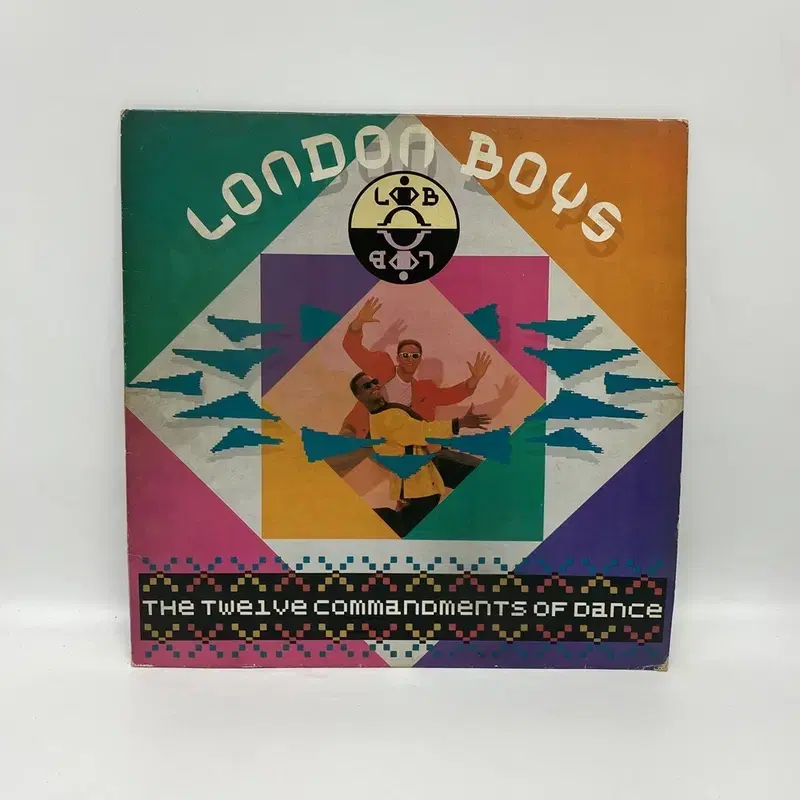 LONDON BOYS
L B
L B
THE TWELVE COMMANDMENTS OF DANCE